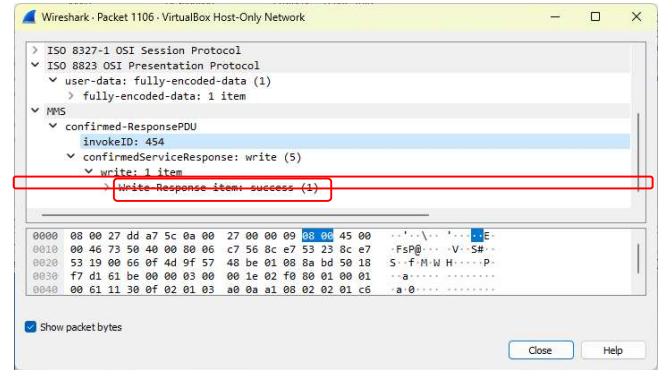 Wireshark · Packet 1106 · VirtualBox Host-Only Network
ISO 8327-1 OSI Session Protocol
ISO 8823 OSI Presentation Protocol
user-data: fully-encoded-data (1)
fully-encoded-data: 1 item
MMS
confirmed-ResponsePDU
invokeID: 454
confirmedServiceResponse: write (5)
write: 1 item
Write-Response item: success (1)
0000 08 00 27 dd a7 5c 0a 00 27 00 00 09 08 00 45 00 ··'··\·· '·····E·
0010 00 46 73 50 40 00 80 06 c7 56 8c e7 53 23 8c e7 ·FsP@··· ·V··S#··
0020 53 19 00 66 0f 4d 9f 57 48 be 01 08 8a bd 50 18 S··f·M·W H·····P·
0030 f7 d1 61 be 00 00 03 00 00 1e 02 f0 80 01 00 01 ··a····· ········
0040 00 61 11 30 0f 02 01 03 a0 0a a1 08 02 02 01 c6 ·a·0···· ········
Show packet bytes
Close Help